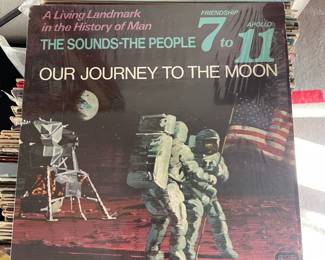 A Living Landmark
in the History of Man
FRIENDSHIP APOLLO
THE SOUNDS-THE PEOPLE 7 to 11
OUR JOURNEY TO THE MOON